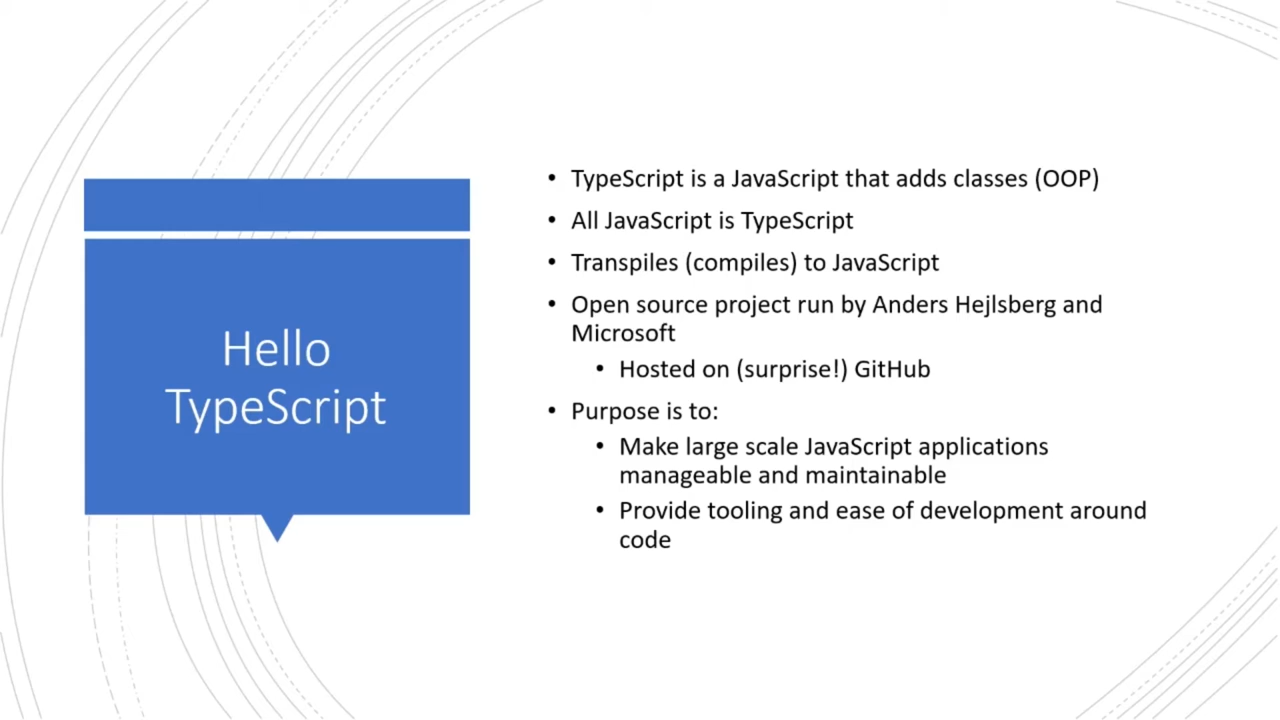 Hello
TypeScript
• TypeScript is a JavaScript that adds classes (OOP)
• All JavaScript is TypeScript
• Transpiles (compiles) to JavaScript
• Open source project run by Anders Hejlsberg and
Microsoft
• Hosted on (surprise!) GitHub
• Purpose is to:
• Make large scale JavaScript applications
manageable and maintainable
• Provide tooling and ease of development around
code